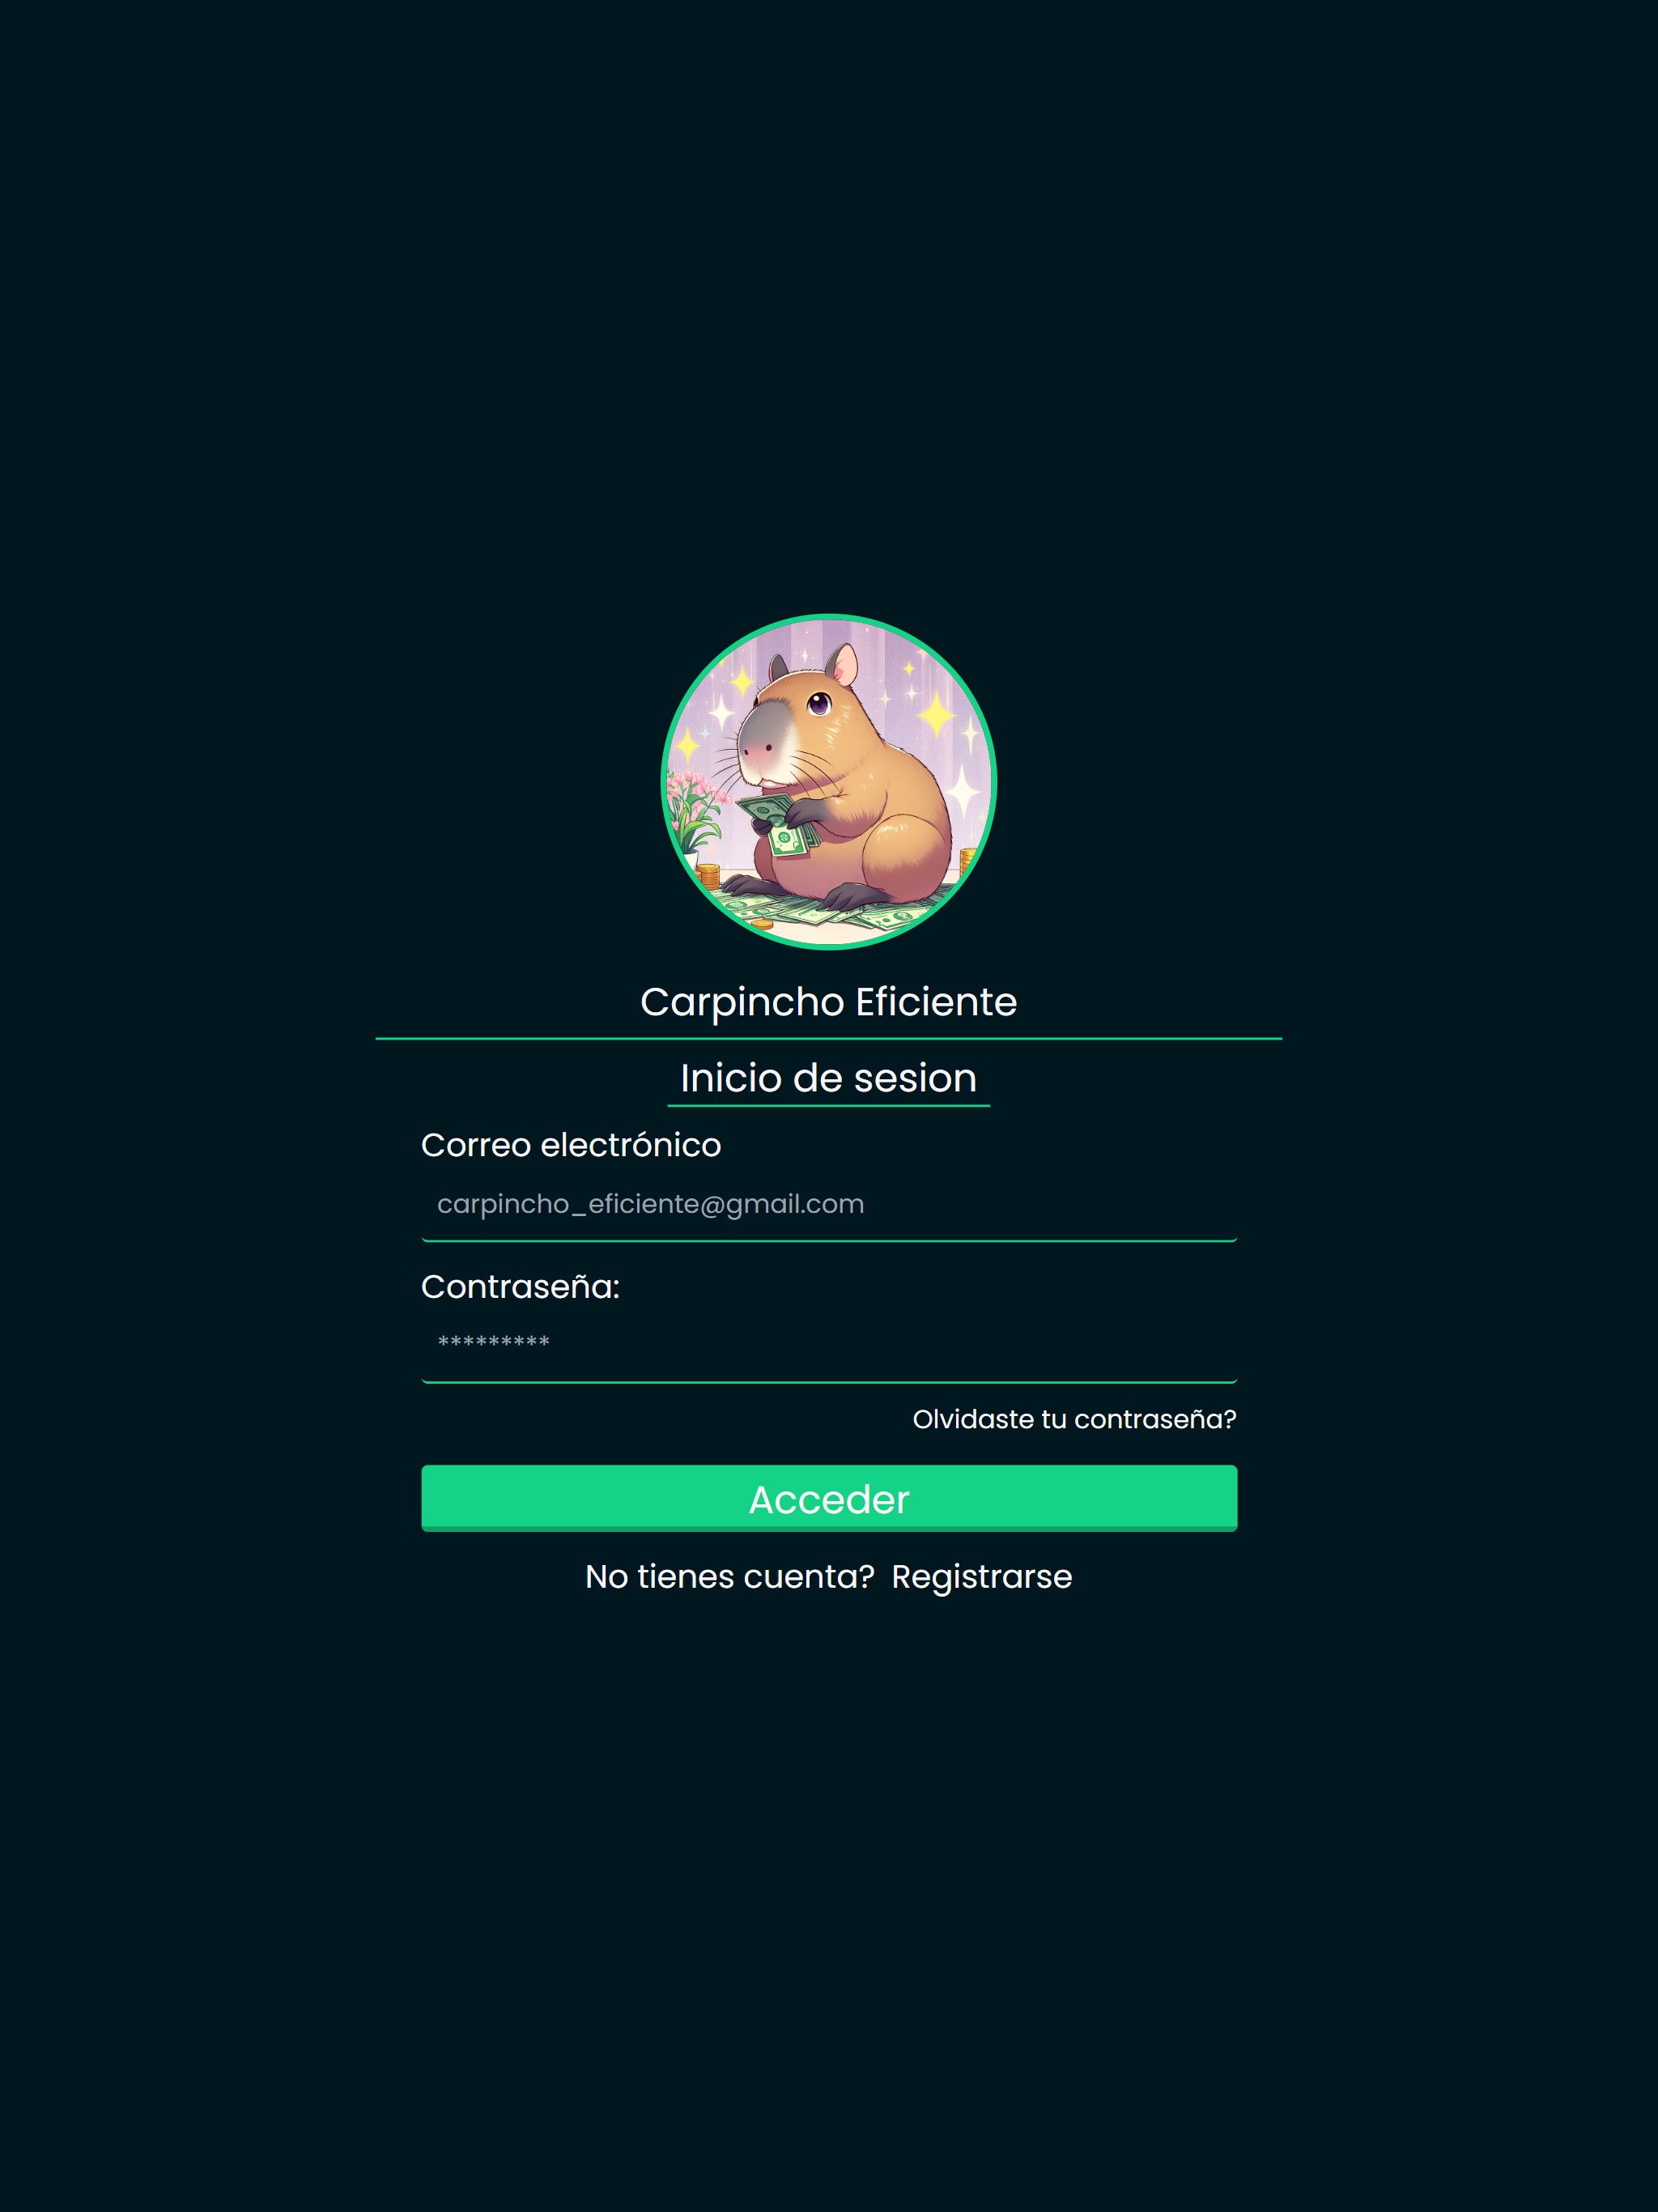 Carpincho Eficiente
Inicio de sesion
Correo electrónico
carpincho_eficiente@gmail.com
Contraseña:
*********
Olvidaste tu contraseña?
Acceder
No tienes cuenta? Registrarse